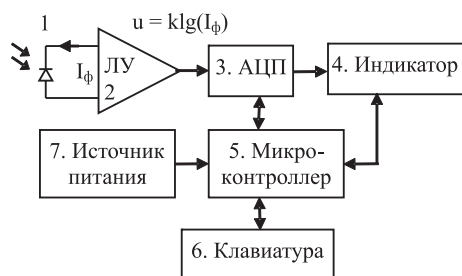 1
u = klg(Iф)
Iф
ЛУ
2
3. АЦП
4. Индикатор
7. Источник
питания
5. Микро-
контроллер
6. Клавиатура